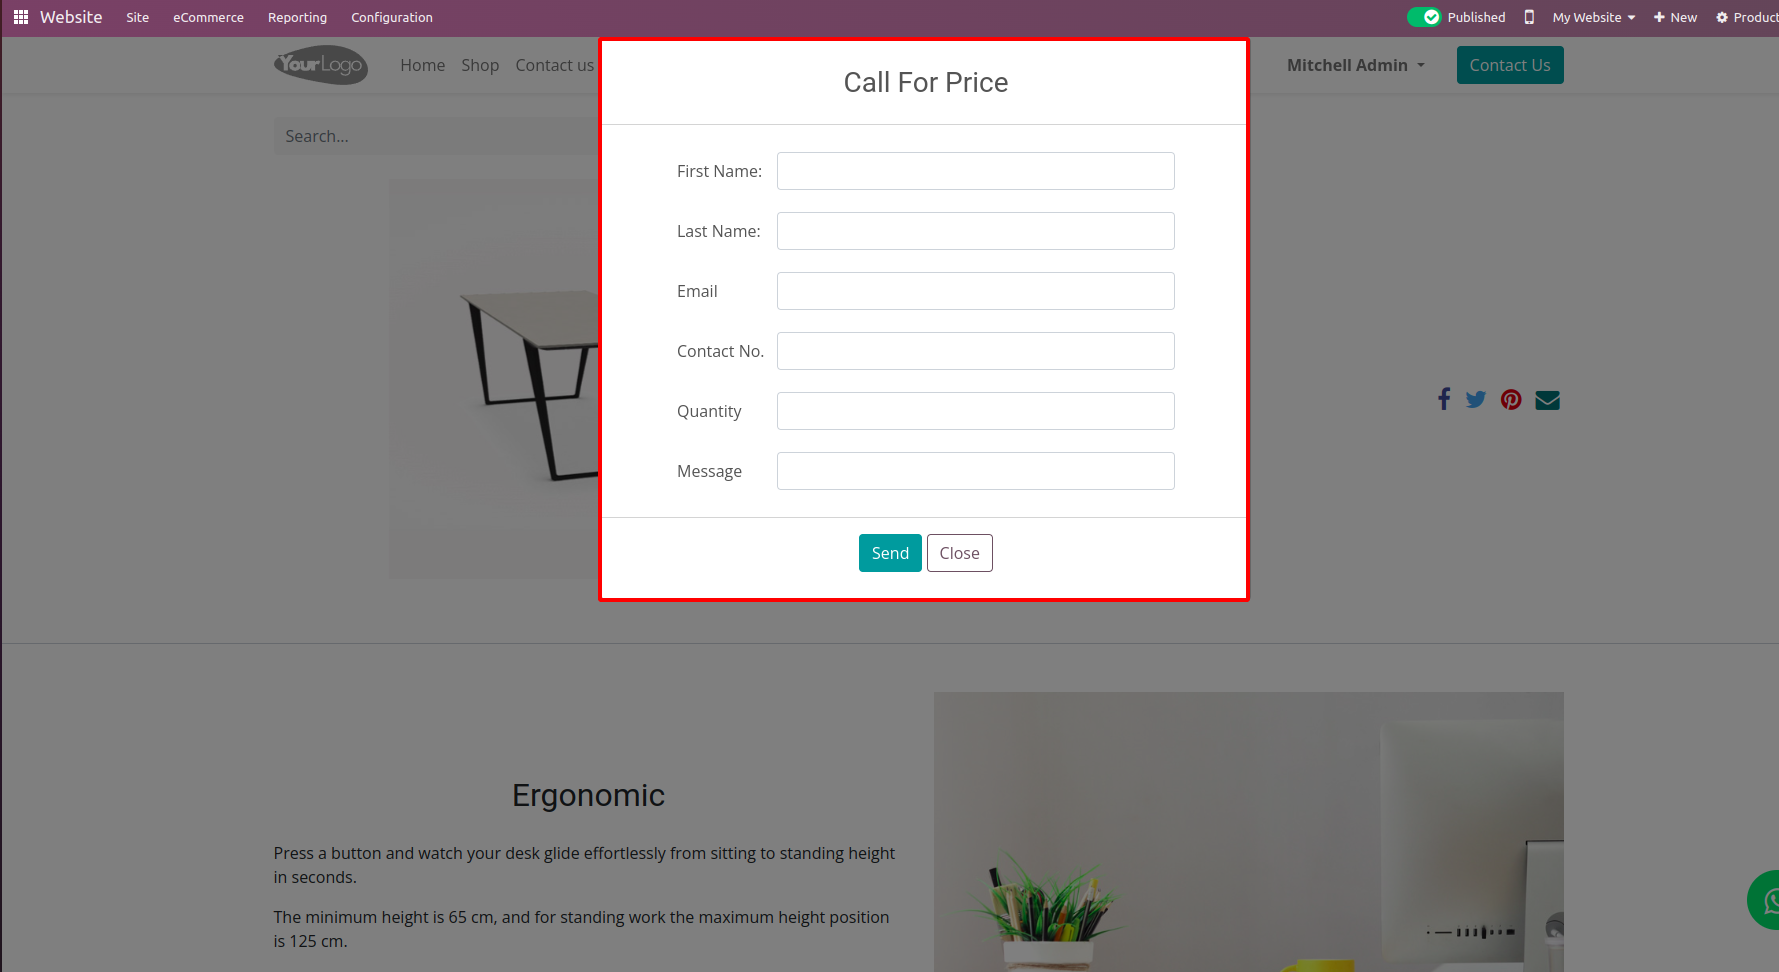 Website Site eCommerce Reporting Configuration Published My Website New Product
YourLogo Home Shop Contact us Mitchell Admin Contact Us
Call For Price
Search...
First Name:
Last Name:
Email
Contact No.
Quantity
Message
Send Close
Ergonomic
Press a button and watch your desk glide effortlessly from sitting to standing height
in seconds.
The minimum height is 65 cm, and for standing work the maximum height position
is 125 cm.